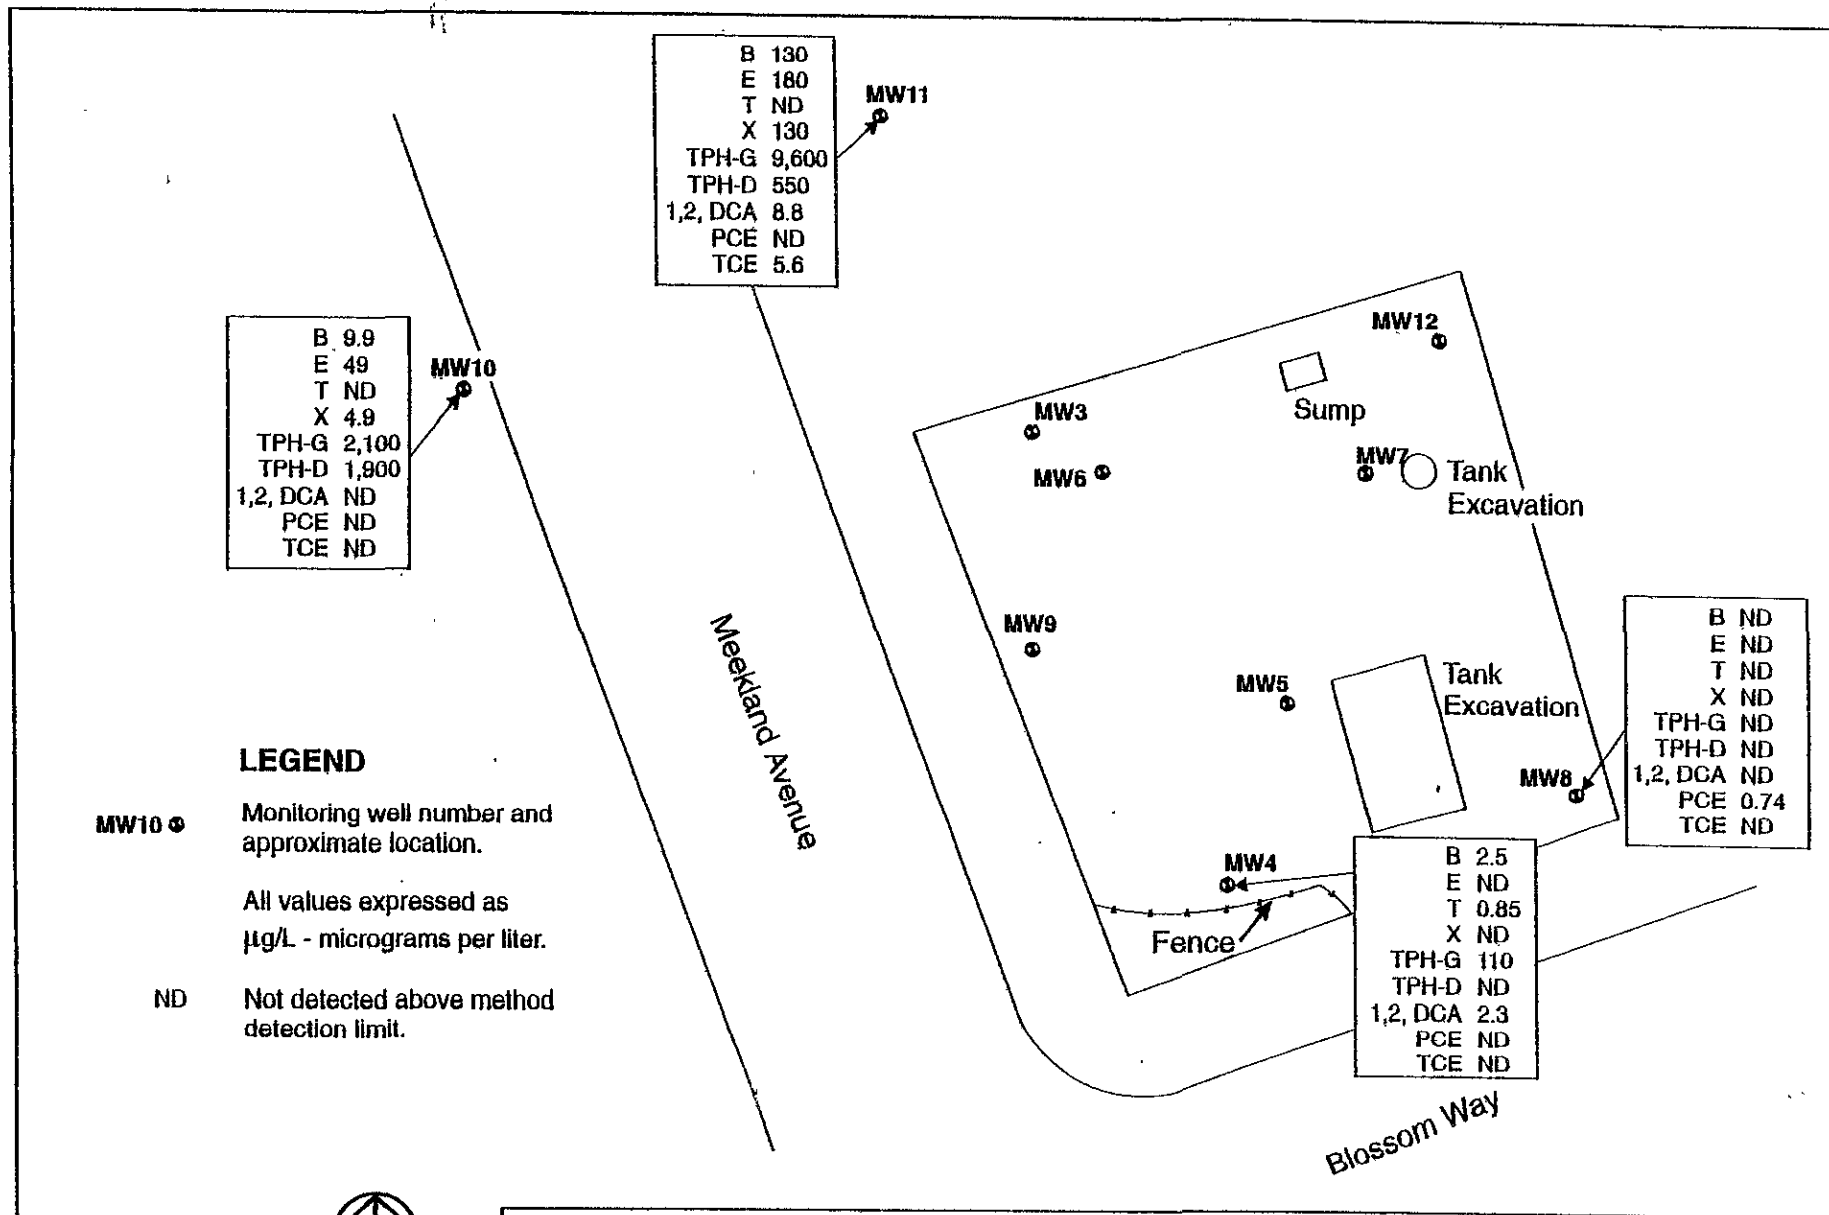 B 130
E 180
T ND
X 130
TPH-G 9,600
TPH-D 550
1,2, DCA 8.8
PCE ND
TCE 5.6
MW11
B 9.9
E 49
T ND
X 4.9
TPH-G 2,100
TPH-D 1,900
1,2, DCA ND
PCE ND
TCE ND
MW10
MW12
Sump
MW3
MW6
MW7
Tank
Excavation
MW9
MW5
Tank
Excavation
Meekland Avenue
B ND
E ND
T ND
X ND
TPH-G ND
TPH-D ND
1,2, DCA ND
PCE 0.74
TCE ND
MW8
MW4
Fence
B 2.5
E ND
T 0.85
X ND
TPH-G 110
TPH-D ND
1,2, DCA 2.3
PCE ND
TCE ND
Blossom Way
LEGEND
MW10 Monitoring well number and
approximate location.
All values expressed as
µg/L - micrograms per liter.
ND Not detected above method
detection limit.